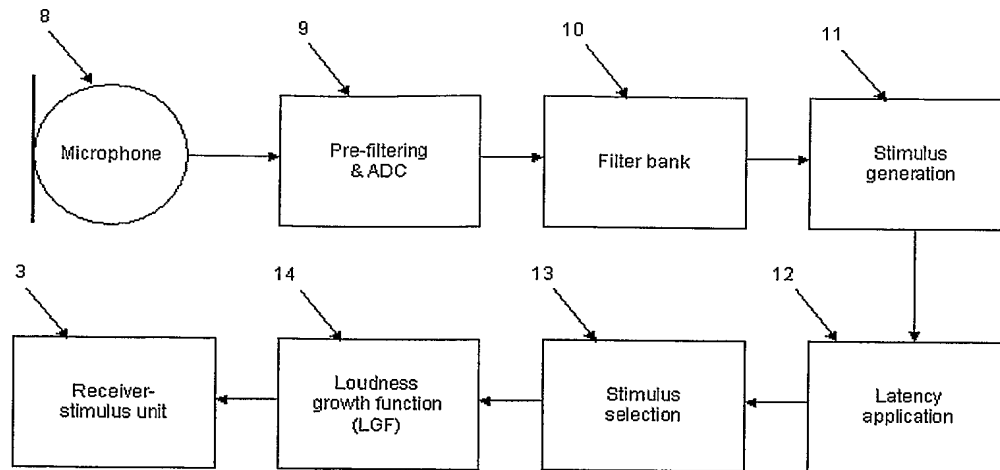 8
9
10
11
Microphone
Pre-filtering
& ADC
Filter bank
Stimulus
generation
3
14
13
12
Receiver-
stimulus unit
Loudness
growth function
(LGF)
Stimulus
selection
Latency
application